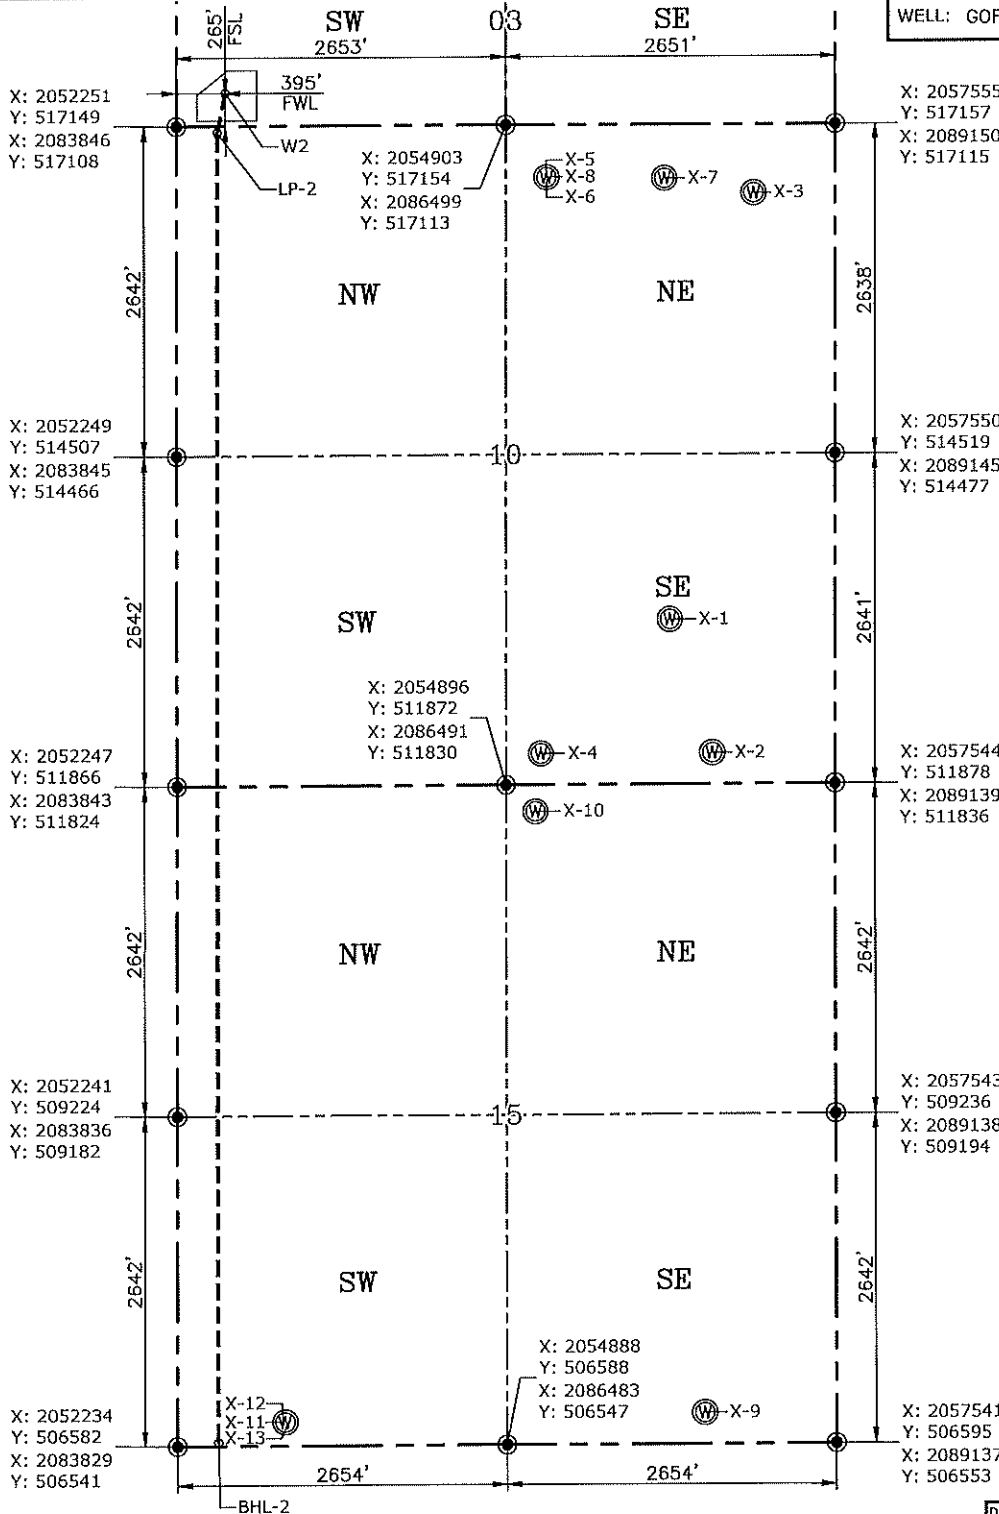 265'
FSL
SW
03
SE
WELL: GOF
2653'
2651'
395'
FWL
X: 2052251
Y: 517149
X: 2083846
Y: 517108
W2
LP-2
X: 2054903
Y: 517154
X: 2086499
Y: 517113
X-5
X-8
X-6
W
W
X-7
W
X-3
X: 2057555
Y: 517157
X: 2089150
Y: 517115
2642'
NW
NE
2638'
X: 2052249
Y: 514507
X: 2083845
Y: 514466
10
X: 2057550
Y: 514519
X: 2089145
Y: 514477
2642'
SW
SE
W
X-1
2641'
X: 2054896
Y: 511872
X: 2086491
Y: 511830
W
X-4
W
X-2
X: 2052247
Y: 511866
X: 2083843
Y: 511824
W
X-10
X: 2057544
Y: 511878
X: 2089139
Y: 511836
2642'
NW
NE
2642'
X: 2052241
Y: 509224
X: 2083836
Y: 509182
15
X: 2057543
Y: 509236
X: 2089138
Y: 509194
2642'
SW
SE
2642'
X: 2054888
Y: 506588
X: 2086483
Y: 506547
X-12
X-11
X-13
W
W
X-9
X: 2052234
Y: 506582
X: 2083829
Y: 506541
X: 2057541
Y: 506595
X: 2089137
Y: 506553
2654'
2654'
BHL-2